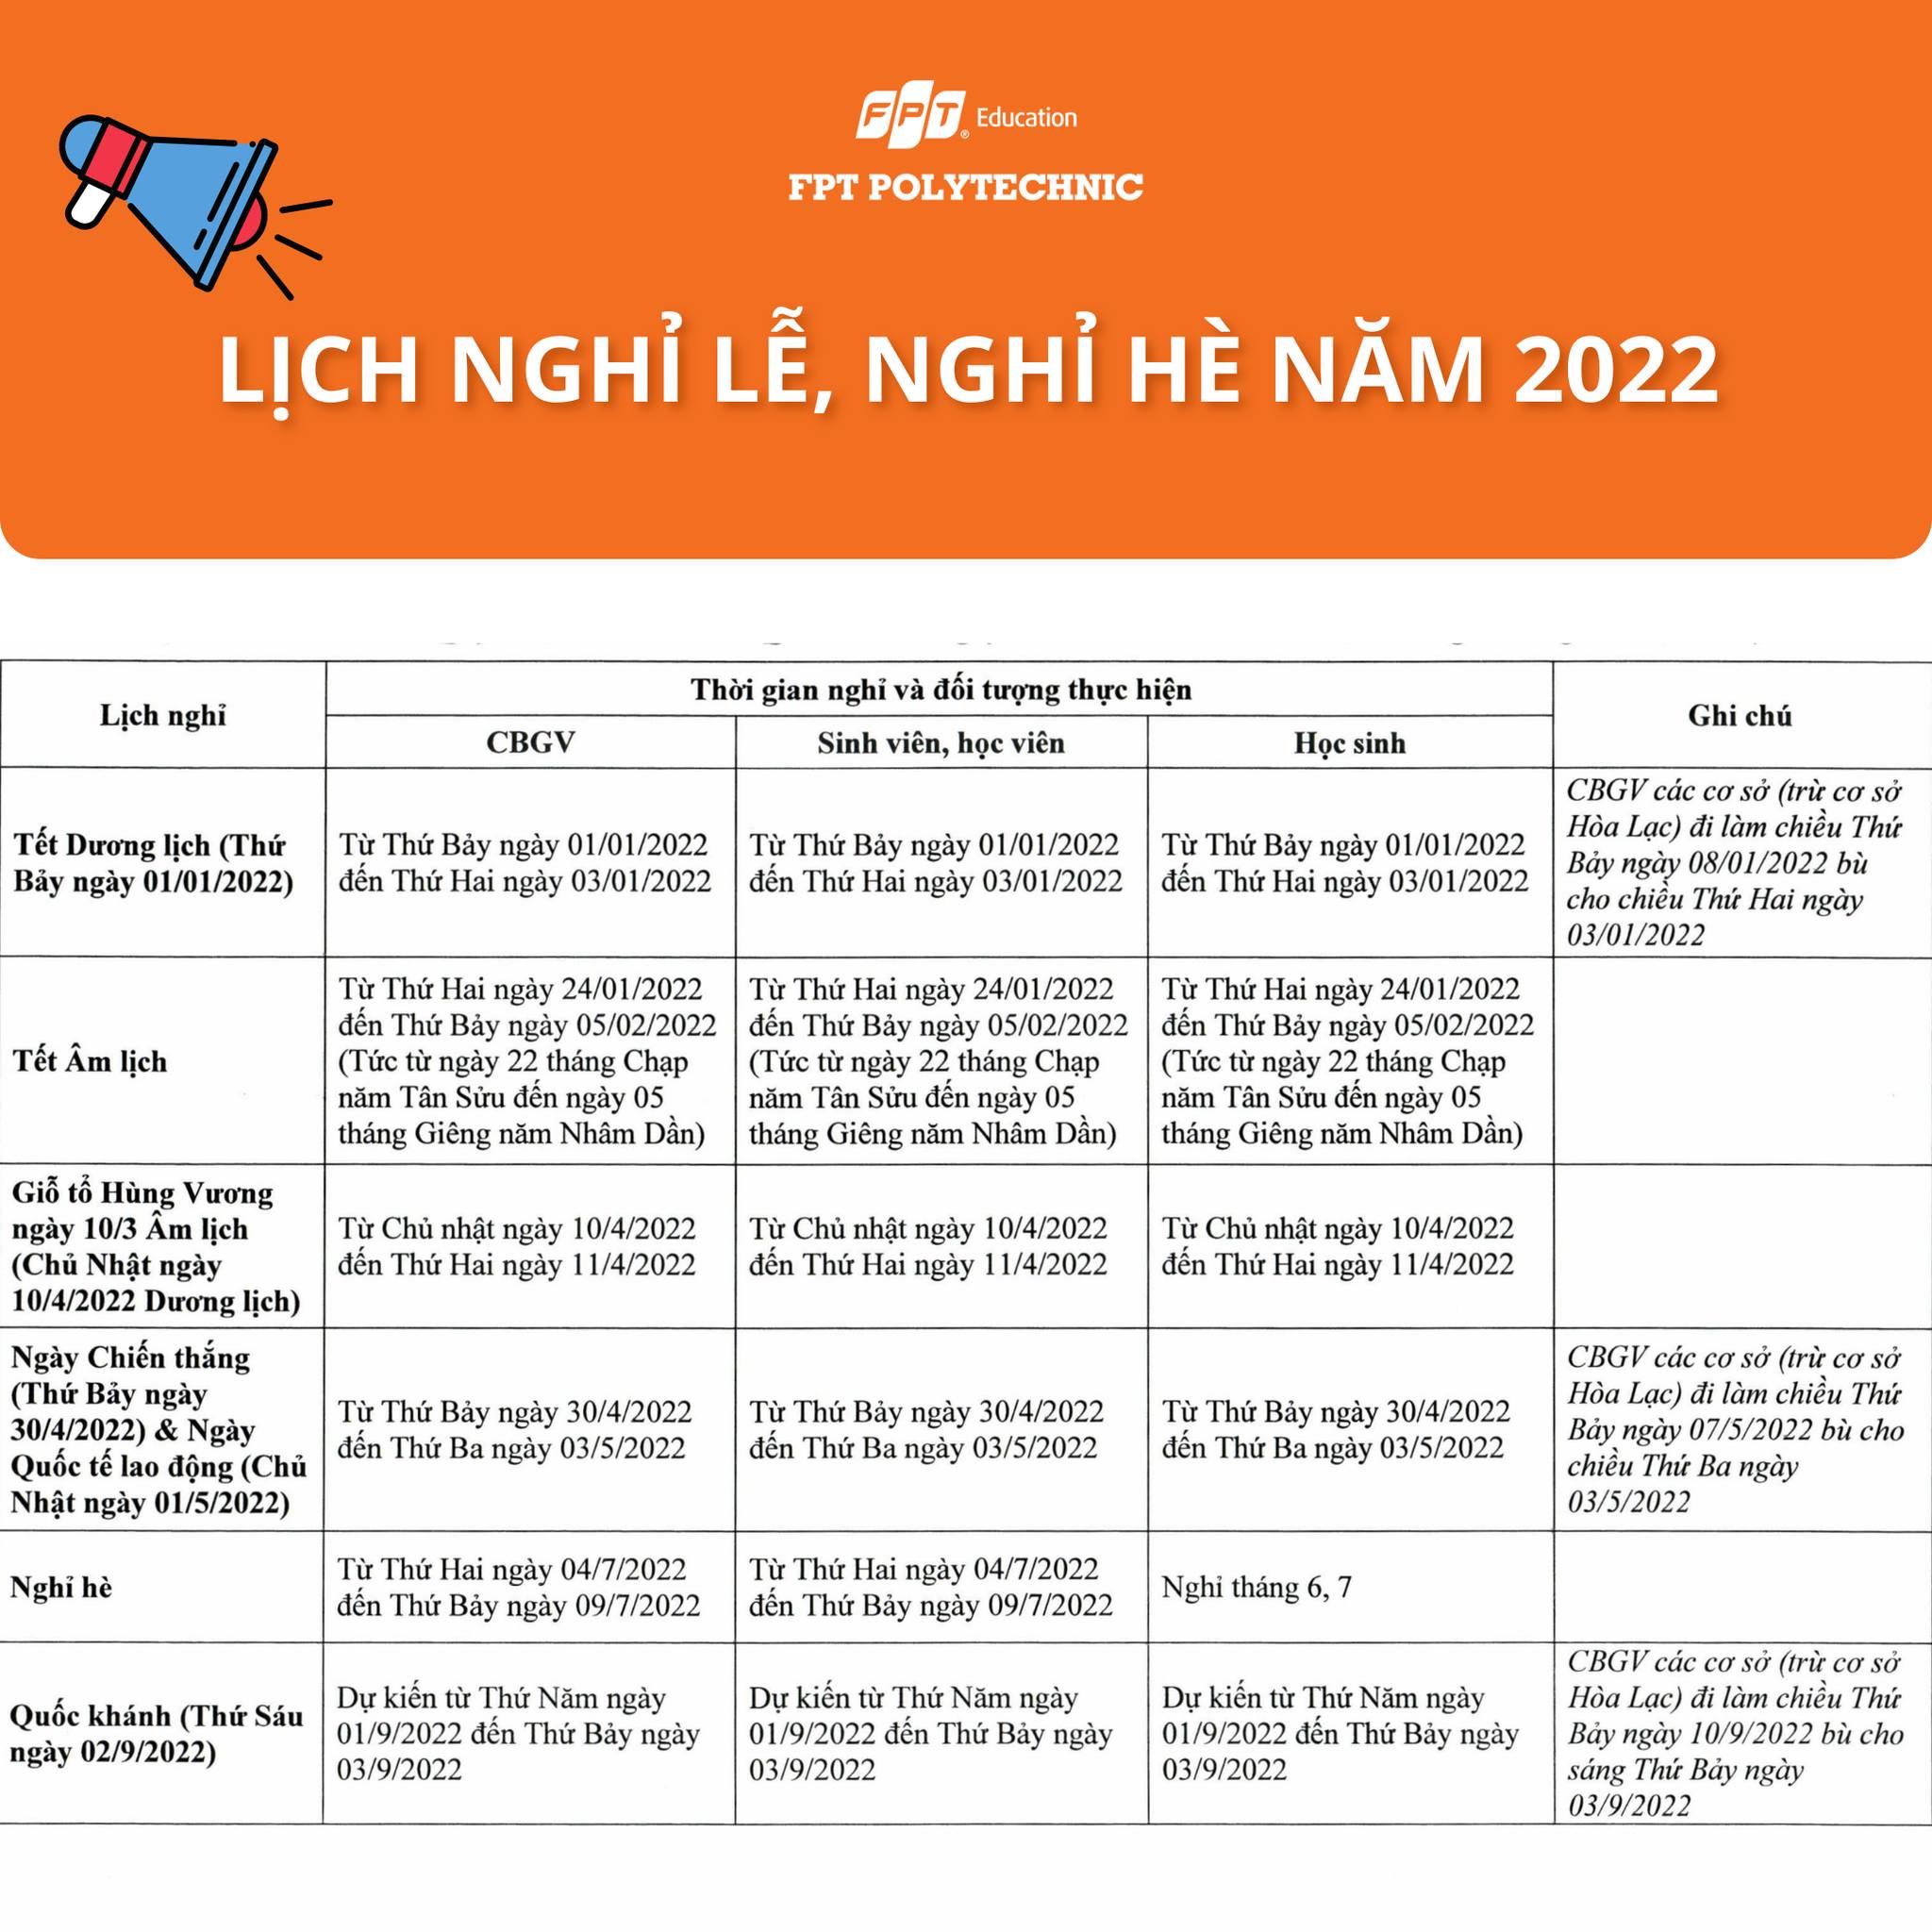 FPT Education
FPT POLYTECHNIC
LỊCH NGHỈ LỄ, NGHỈ HÈ NĂM 2022
Lịch nghỉ
Thời gian nghỉ và đối tượng thực hiện
Ghi chú
CBGV
Sinh viên, học viên
Học sinh
Tết Dương lịch (Thứ
Bảy ngày 01/01/2022)
Từ Thứ Bảy ngày 01/01/2022
đến Thứ Hai ngày 03/01/2022
Từ Thứ Bảy ngày 01/01/2022
đến Thứ Hai ngày 03/01/2022
Từ Thứ Bảy ngày 01/01/2022
đến Thứ Hai ngày 03/01/2022
CBGV các cơ sở (trừ cơ sở
Hòa Lạc) đi làm chiều Thứ
Bảy ngày 08/01/2022 bù
cho chiều Thứ Hai ngày
03/01/2022
Tết Âm lịch
Từ Thứ Hai ngày 24/01/2022
đến Thứ Bảy ngày 05/02/2022
(Tức từ ngày 22 tháng Chạp
năm Tân Sửu đến ngày 05
tháng Giêng năm Nhâm Dần)
Từ Thứ Hai ngày 24/01/2022
đến Thứ Bảy ngày 05/02/2022
(Tức từ ngày 22 tháng Chạp
năm Tân Sửu đến ngày 05
tháng Giêng năm Nhâm Dần)
Từ Thứ Hai ngày 24/01/2022
đến Thứ Bảy ngày 05/02/2022
(Tức từ ngày 22 tháng Chạp
năm Tân Sửu đến ngày 05
tháng Giêng năm Nhâm Dần)
Giỗ tổ Hùng Vương
ngày 10/3 Âm lịch
(Chủ Nhật ngày
10/4/2022 Dương lịch)
Từ Chủ nhật ngày 10/4/2022
đến Thứ Hai ngày 11/4/2022
Từ Chủ nhật ngày 10/4/2022
đến Thứ Hai ngày 11/4/2022
Từ Chủ nhật ngày 10/4/2022
đến Thứ Hai ngày 11/4/2022
Ngày Chiến thắng
(Thứ Bảy ngày
30/4/2022) & Ngày
Quốc tế lao động (Chủ
Nhật ngày 01/5/2022)
Từ Thứ Bảy ngày 30/4/2022
đến Thứ Ba ngày 03/5/2022
Từ Thứ Bảy ngày 30/4/2022
đến Thứ Ba ngày 03/5/2022
Từ Thứ Bảy ngày 30/4/2022
đến Thứ Ba ngày 03/5/2022
CBGV các cơ sở (trừ cơ sở
Hòa Lạc) đi làm chiều Thứ
Bảy ngày 07/5/2022 bù cho
chiều Thứ Ba ngày
03/5/2022
Nghỉ hè
Từ Thứ Hai ngày 04/7/2022
đến Thứ Bảy ngày 09/7/2022
Từ Thứ Hai ngày 04/7/2022
đến Thứ Bảy ngày 09/7/2022
Nghỉ tháng 6, 7
Quốc khánh (Thứ Sáu
ngày 02/9/2022)
Dự kiến từ Thứ Năm ngày
01/9/2022 đến Thứ Bảy ngày
03/9/2022
Dự kiến từ Thứ Năm ngày
01/9/2022 đến Thứ Bảy ngày
03/9/2022
Dự kiến từ Thứ Năm ngày
01/9/2022 đến Thứ Bảy ngày
03/9/2022
CBGV các cơ sở (trừ cơ sở
Hòa Lạc) đi làm chiều Thứ
Bảy ngày 10/9/2022 bù cho
sáng Thứ Bảy ngày
03/9/2022